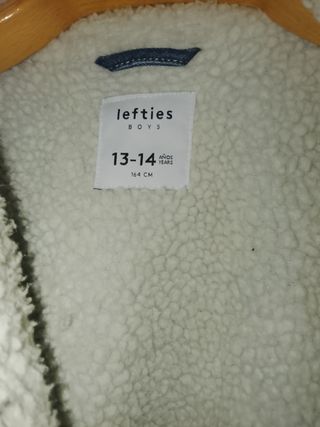 lefties
BOYS
13-14 AÑOS
YEARS
164 CM